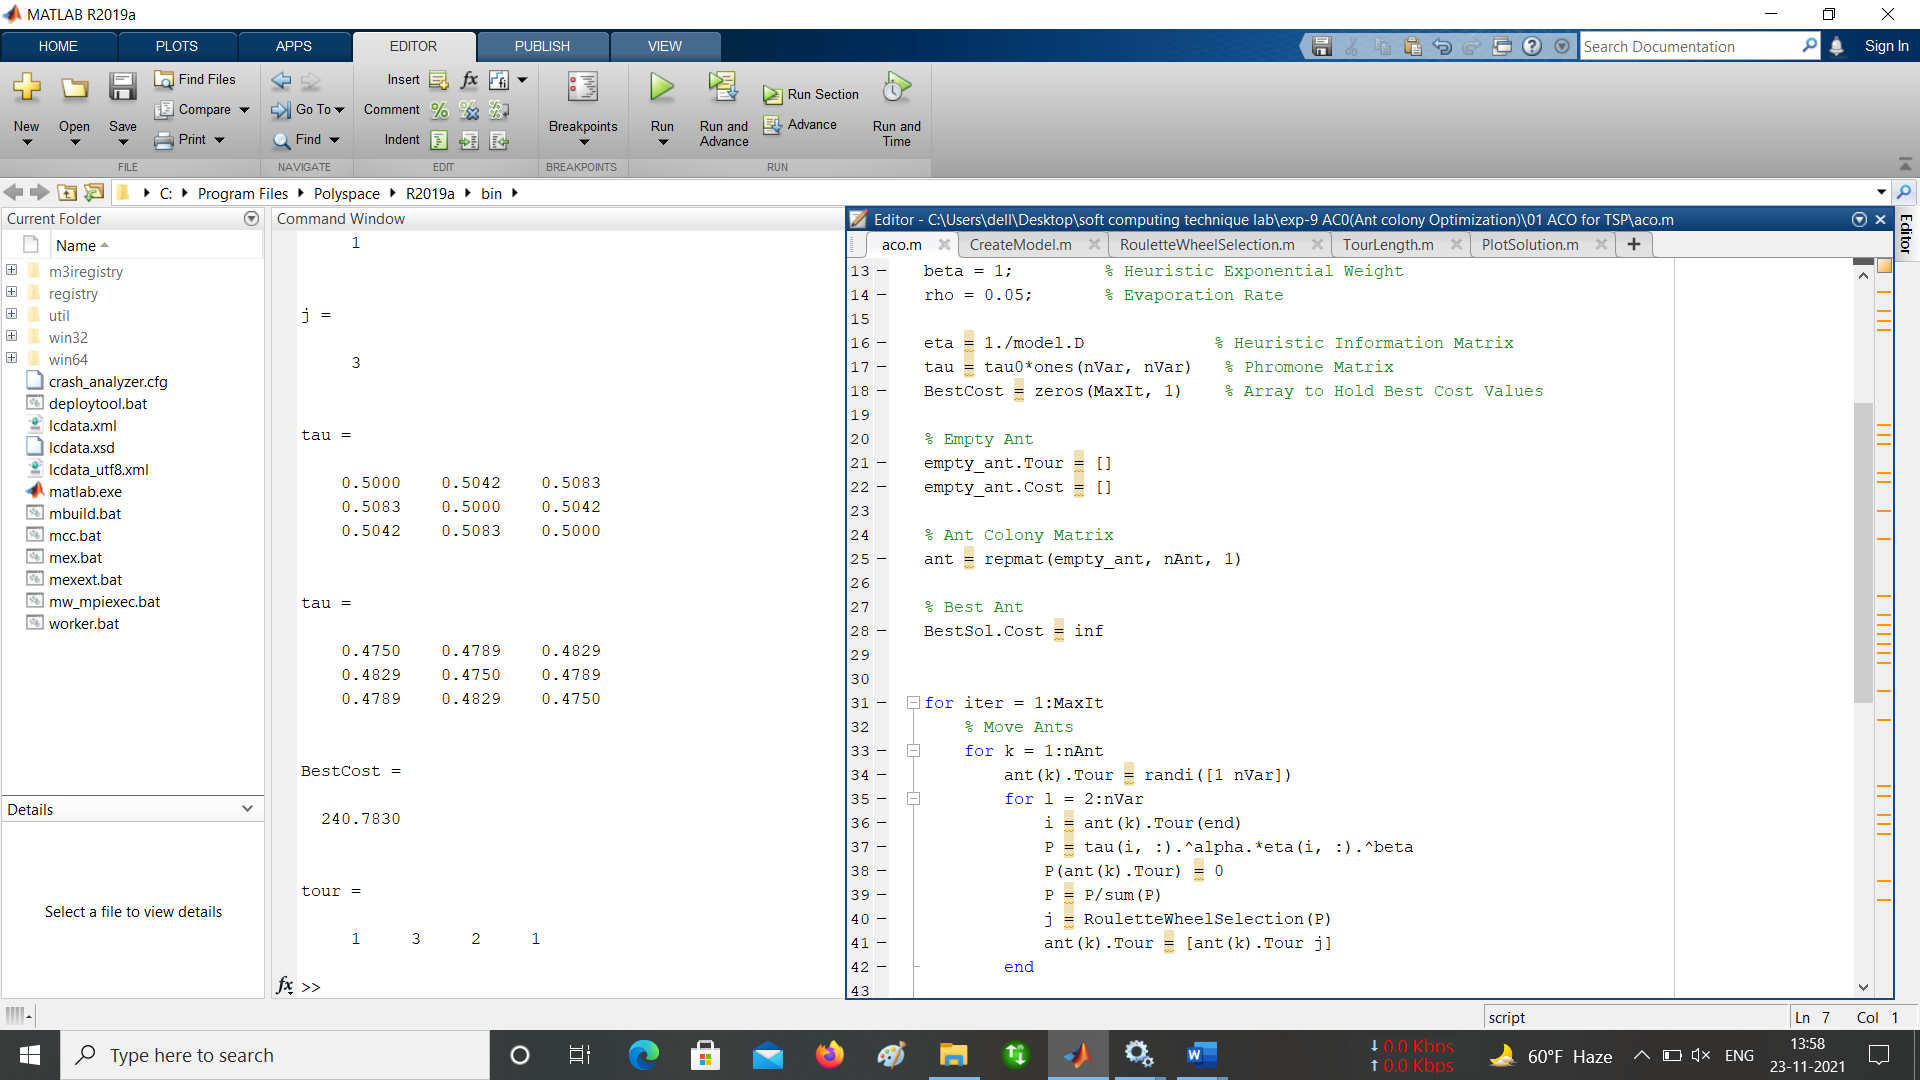 MATLAB R2019a
HOME PLOTS APPS EDITOR PUBLISH VIEW
Search Documentation Sign In
New Open Save
Find Files
Compare
Print
FILE
Go To
Find
NAVIGATE
Insert fx fi
Comment % % %
Indent
EDIT
Breakpoints
BREAKPOINTS
Run
Run and Advance
Run Section
Advance
Run and Time
RUN
C: Program Files Polyspace R2019a bin
Current Folder
Name
m3iregistry
registry
util
win32
win64
crash_analyzer.cfg
deploytool.bat
lcdata.xml
lcdata.xsd
lcdata_utf8.xml
matlab.exe
mbuild.bat
mcc.bat
mex.bat
mexext.bat
mw_mpiexec.bat
worker.bat
Details
Select a file to view details
Command Window
1
j =
3
tau =
0.5000 0.5042 0.5083
0.5083 0.5000 0.5042
0.5042 0.5083 0.5000
tau =
0.4750 0.4789 0.4829
0.4829 0.4750 0.4789
0.4789 0.4829 0.4750
BestCost =
240.7830
tour =
1 3 2 1
fx >>
Editor - C:\Users\dell\Desktop\soft computing technique lab\exp-9 AC0(Ant colony Optimization)\01 ACO for TSP\aco.m
aco.m CreateModel.m RouletteWheelSelection.m TourLength.m PlotSolution.m +
Editor
13 – beta = 1; % Heuristic Exponential Weight
14 – rho = 0.05; % Evaporation Rate
15
16 – eta = 1./model.D % Heuristic Information Matrix
17 – tau = tau0*ones(nVar, nVar) % Phromone Matrix
18 – BestCost = zeros(MaxIt, 1) % Array to Hold Best Cost Values
19
20 % Empty Ant
21 – empty_ant.Tour = []
22 – empty_ant.Cost = []
23
24 % Ant Colony Matrix
25 – ant = repmat(empty_ant, nAnt, 1)
26
27 % Best Ant
28 – BestSol.Cost = inf
29
30
31 – for iter = 1:MaxIt
32 % Move Ants
33 – for k = 1:nAnt
34 – ant(k).Tour = randi([1 nVar])
35 – for l = 2:nVar
36 – i = ant(k).Tour(end)
37 – P = tau(i, :).^alpha.*eta(i, :).^beta
38 – P(ant(k).Tour) = 0
39 – P = P/sum(P)
40 – j = RouletteWheelSelection(P)
41 – ant(k).Tour = [ant(k).Tour j]
42 – end
43
script Ln 7 Col 1
Type here to search
↓ 0.0 Kbps
↑ 0.0 Kbps
60°F Haze
ENG
13:58
23-11-2021